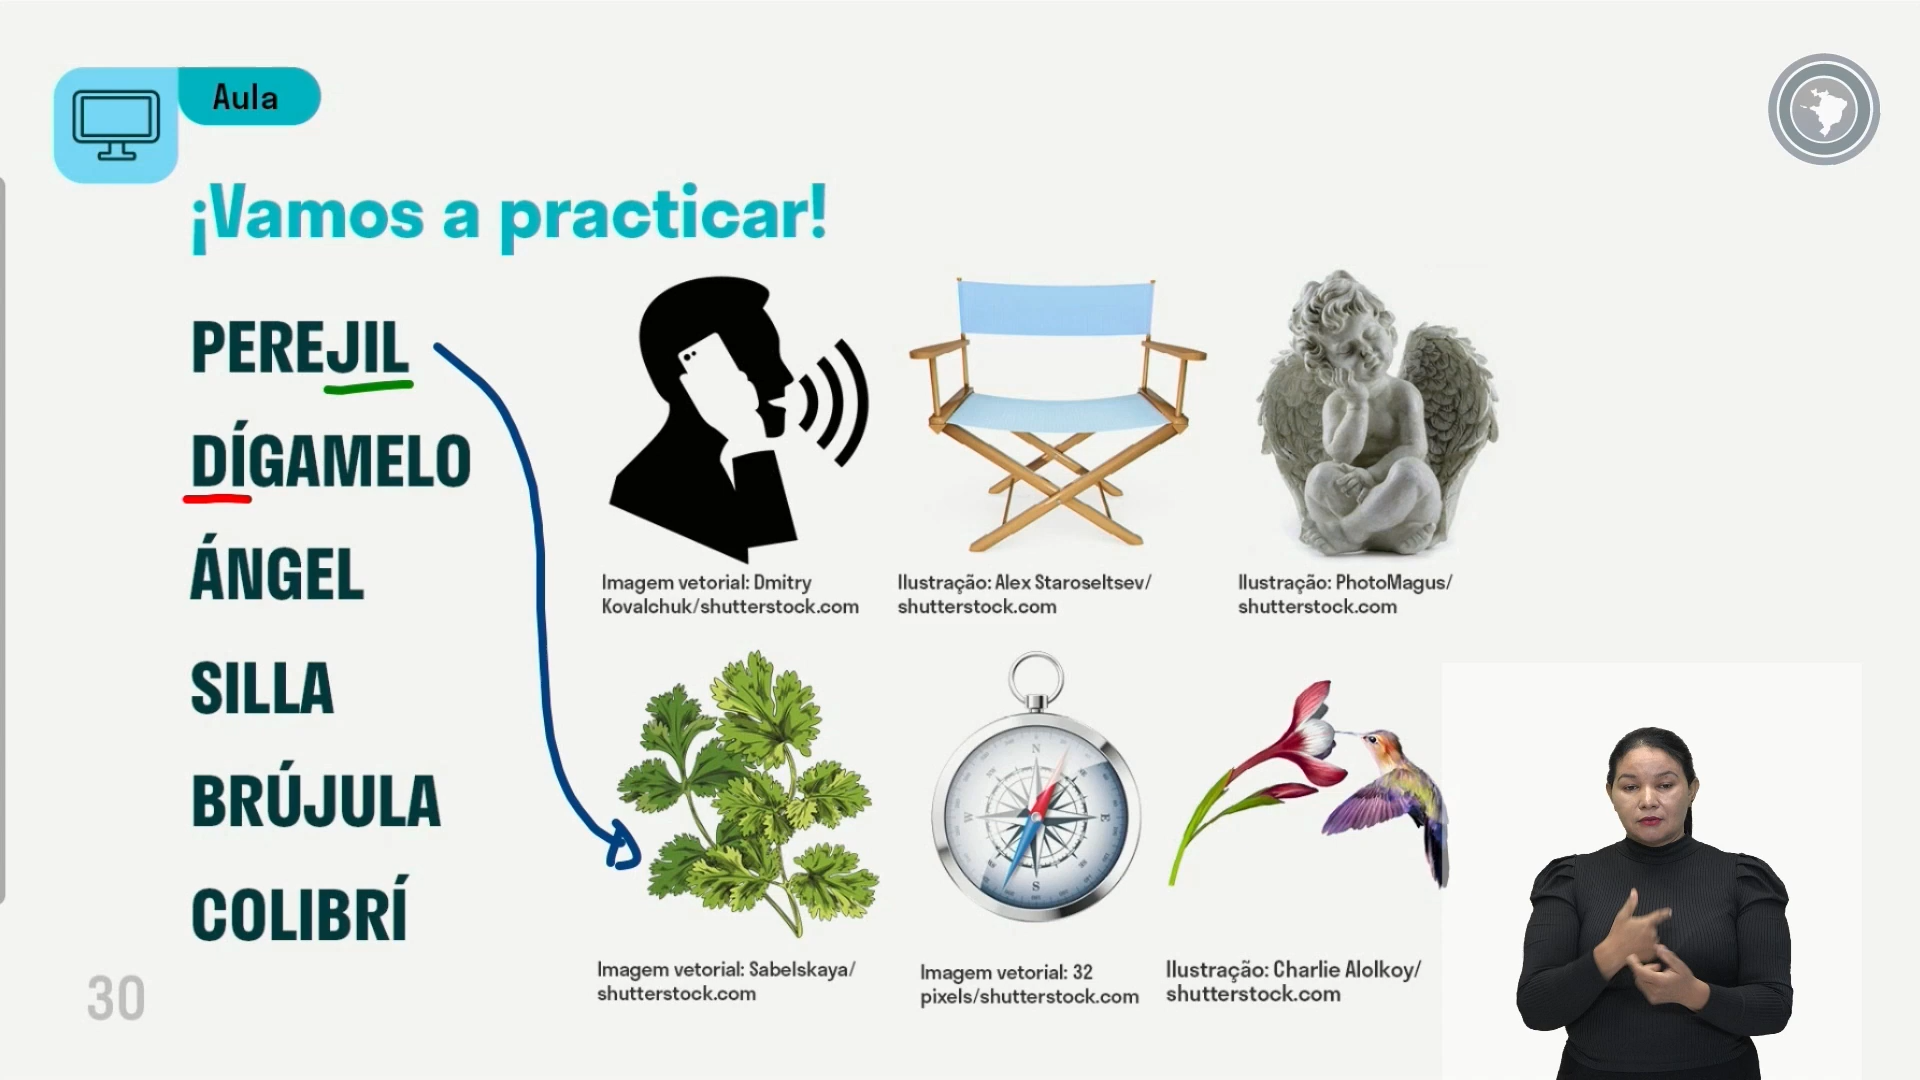 Aula
¡Vamos a practicar!
PEREJIL
DÍGAMELO
ÁNGEL
SILLA
BRÚJULA
COLIBRÍ
Imagem vetorial: Dmitry
Kovalchuk/shutterstock.com
Ilustração: Alex Staroseltsev/
shutterstock.com
Ilustração: PhotoMagus/
shutterstock.com
N
E
S
W
Imagem vetorial: Sabelskaya/
shutterstock.com
Imagem vetorial: 32
pixels/shutterstock.com
Ilustração: Charlie Alolkoy/
shutterstock.com
30